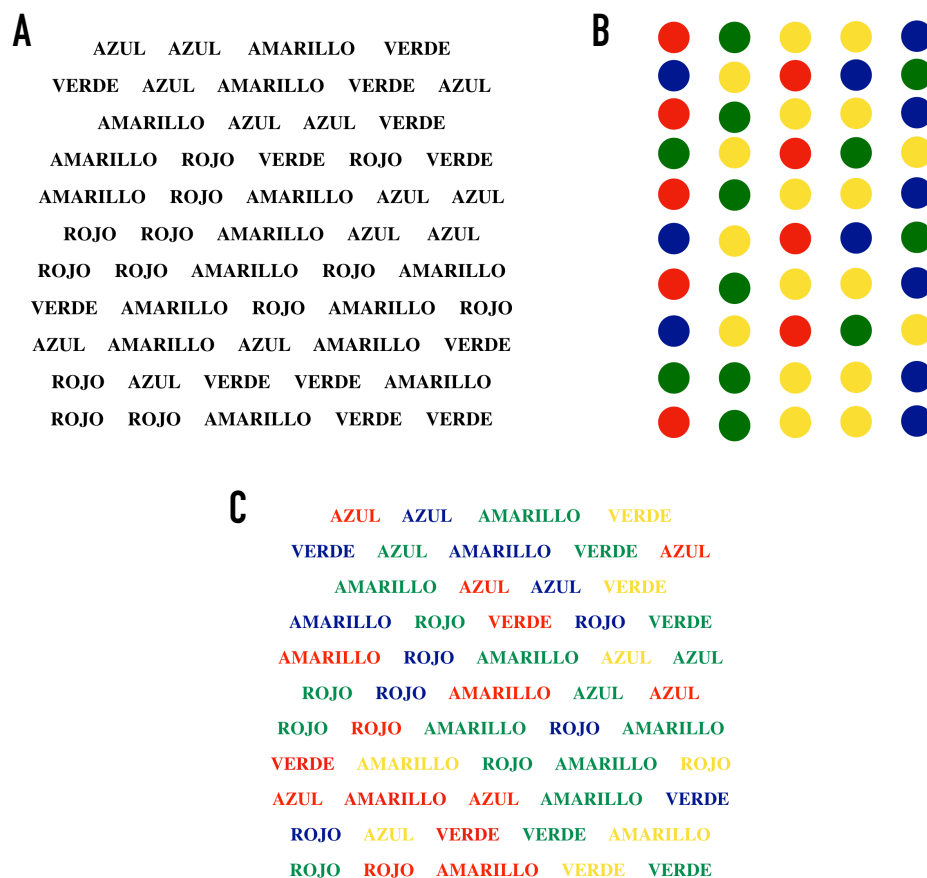 A
AZUL AZUL AMARILLO VERDE
VERDE AZUL AMARILLO VERDE AZUL
AMARILLO AZUL AZUL VERDE
AMARILLO ROJO VERDE ROJO VERDE
AMARILLO ROJO AMARILLO AZUL AZUL
ROJO ROJO AMARILLO AZUL AZUL
ROJO ROJO AMARILLO ROJO AMARILLO
VERDE AMARILLO ROJO AMARILLO ROJO
AZUL AMARILLO AZUL AMARILLO VERDE
ROJO AZUL VERDE VERDE AMARILLO
ROJO ROJO AMARILLO VERDE VERDE
B
C
AZUL AZUL AMARILLO VERDE
VERDE AZUL AMARILLO VERDE AZUL
AMARILLO AZUL AZUL VERDE
AMARILLO ROJO VERDE ROJO VERDE
AMARILLO ROJO AMARILLO AZUL AZUL
ROJO ROJO AMARILLO AZUL AZUL
ROJO ROJO AMARILLO ROJO AMARILLO
VERDE AMARILLO ROJO AMARILLO ROJO
AZUL AMARILLO AZUL AMARILLO VERDE
ROJO AZUL VERDE VERDE AMARILLO
ROJO ROJO AMARILLO VERDE VERDE